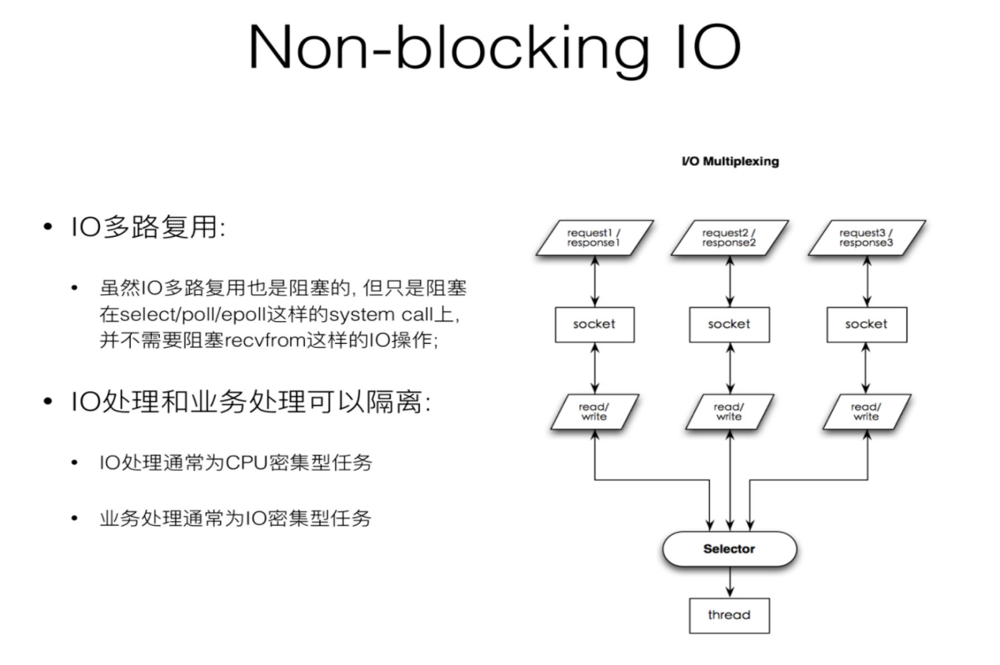 Non-blocking IO
I/O Multiplexing
• IO多路复用:
• 虽然IO多路复用也是阻塞的, 但只是阻塞
在select/poll/epoll这样的system call上,
并不需要阻塞recvfrom这样的IO操作;
• IO处理和业务处理可以隔离:
• IO处理通常为CPU密集型任务
• 业务处理通常为IO密集型任务
request1 /
response1
request2 /
response2
request3 /
response3
socket
socket
socket
read/
write
read/
write
read/
write
Selector
thread